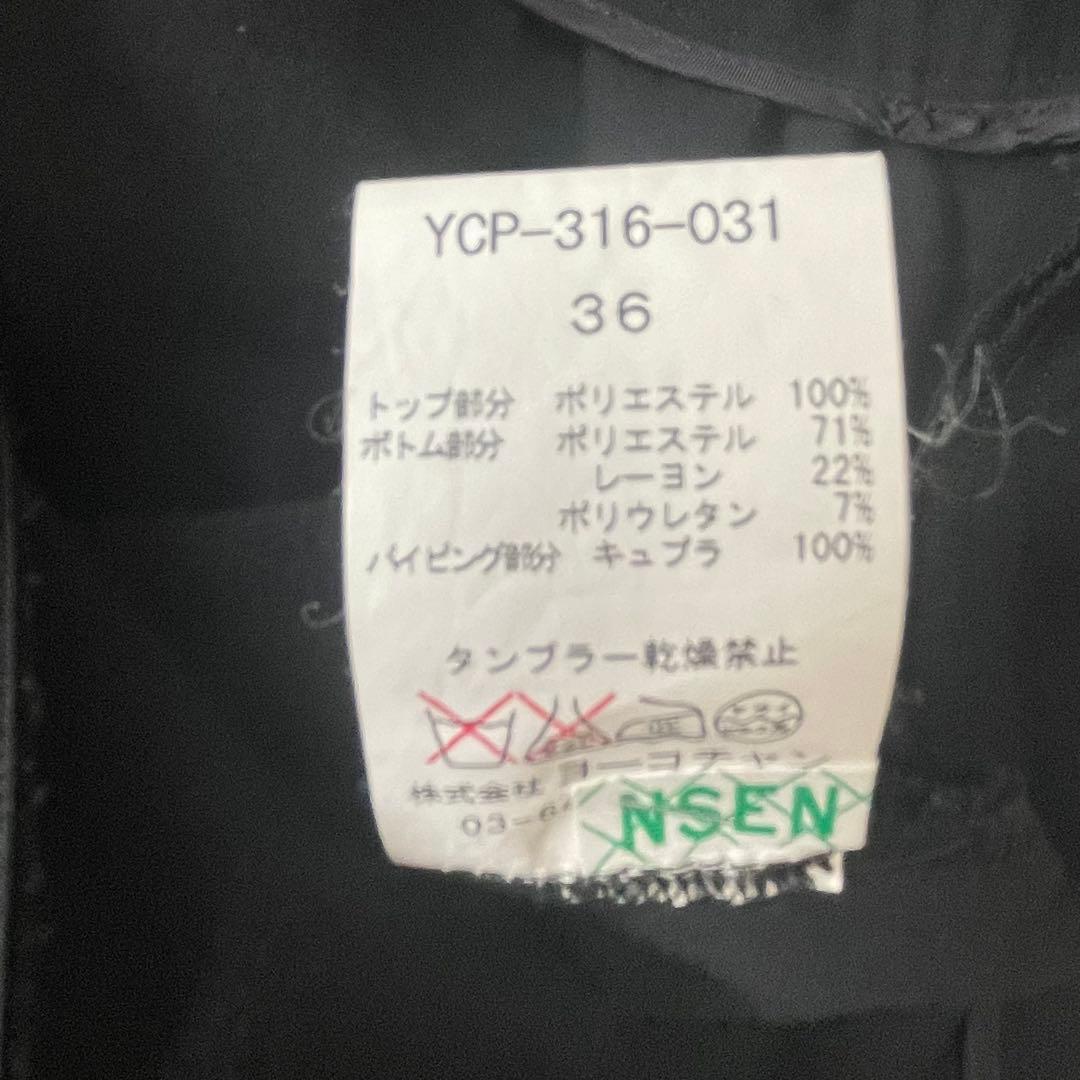 YCP-316-031
36
トップ部分 ポリエステル 100%
ボトム部分 ポリエステル 71%
レーヨン 22%
ポリウレタン 7%
パイピング部分 キュプラ 100%
タンブラー乾燥禁止
株式会社
03-6
NSEN